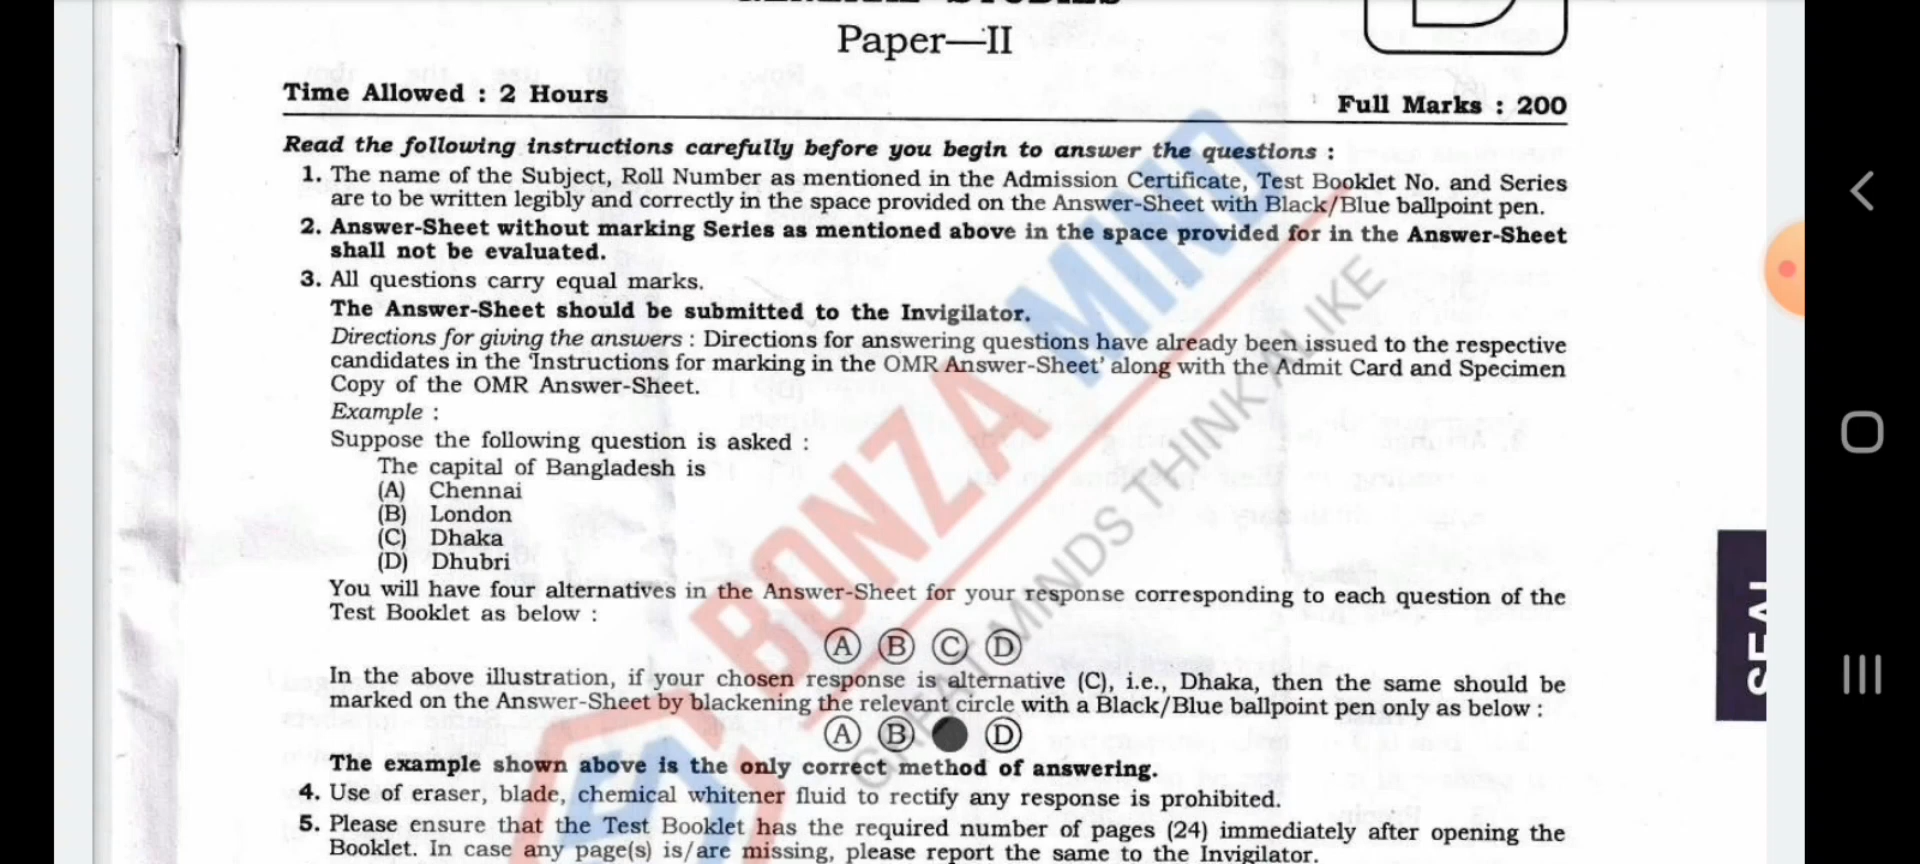 Paper—II
Time Allowed : 2 Hours
Full Marks : 200
Read the following instructions carefully before you begin to answer the questions :
1. The name of the Subject, Roll Number as mentioned in the Admission Certificate, Test Booklet No. and Series
are to be written legibly and correctly in the space provided on the Answer-Sheet with Black/Blue ballpoint pen.
2. Answer-Sheet without marking Series as mentioned above in the space provided for in the Answer-Sheet
shall not be evaluated.
3. All questions carry equal marks.
The Answer-Sheet should be submitted to the Invigilator.
Directions for giving the answers : Directions for answering questions have already been issued to the respective
candidates in the 'Instructions for marking in the OMR Answer-Sheet' along with the Admit Card and Specimen
Copy of the OMR Answer-Sheet.
Example :
Suppose the following question is asked :
The capital of Bangladesh is
(A) Chennai
(B) London
(C) Dhaka
(D) Dhubri
You will have four alternatives in the Answer-Sheet for your response corresponding to each question of the
Test Booklet as below :
A B C D
In the above illustration, if your chosen response is alternative (C), i.e., Dhaka, then the same should be
marked on the Answer-Sheet by blackening the relevant circle with a Black/Blue ballpoint pen only as below :
A B D
The example shown above is the only correct method of answering.
4. Use of eraser, blade, chemical whitener fluid to rectify any response is prohibited.
5. Please ensure that the Test Booklet has the required number of pages (24) immediately after opening the
Booklet. In case any page(s) is/are missing, please report the same to the Invigilator.
BONZA MIND
GREAT MINDS THINK ALIKE
SEAL